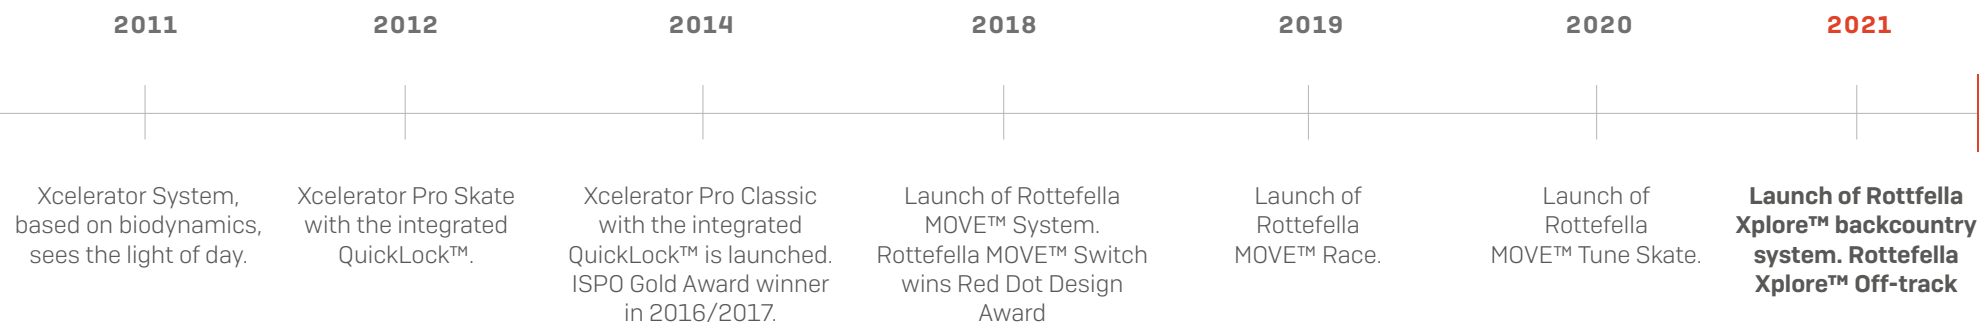 2011
Xcelerator System,
based on biodynamics,
sees the light of day.
2012
Xcelerator Pro Skate
with the integrated
QuickLock™.
2014
Xcelerator Pro Classic
with the integrated
QuickLock™ is launched.
ISPO Gold Award winner
in 2016/2017.
2018
Launch of Rottefella
MOVE™ System.
Rottefella MOVE™ Switch
wins Red Dot Design
Award
2019
Launch of
Rottefella
MOVE™ Race.
2020
Launch of
Rottefella
MOVE™ Tune Skate.
2021
Launch of Rottfella
Xplore™ backcountry
system. Rottefella
Xplore™ Off-track